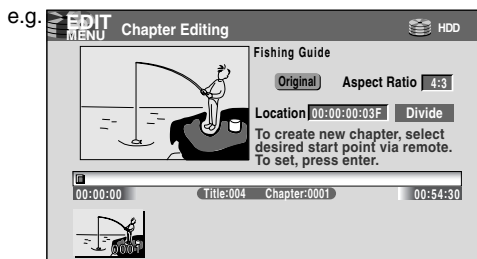 e.g.
EDIT
MENU
Chapter Editing
HDD
Fishing Guide
Original Aspect Ratio 4:3
Location 00:00:00:03F Divide
To create new chapter, select
desired start point via remote.
To set, press enter.
00:00:00 Title:004 Chapter:0001 00:54:30
0001